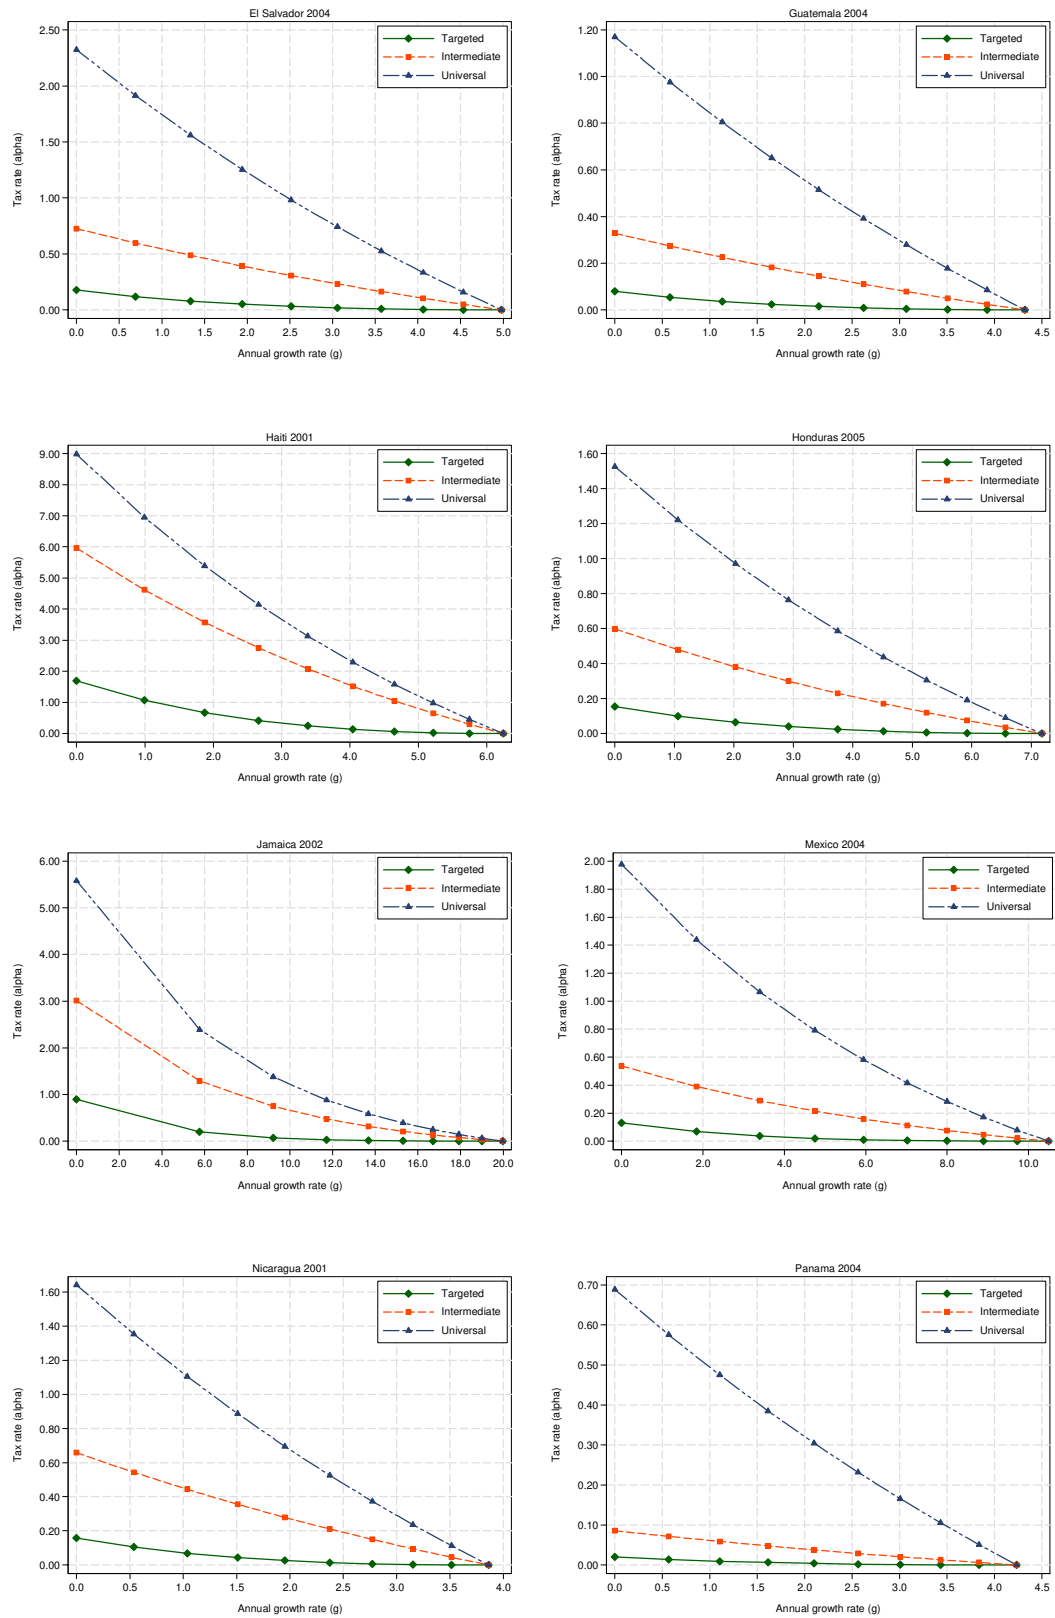 El Salvador 2004
2.50
2.00
1.50
1.00
0.50
0.00
Tax rate (alpha)
Targeted
Intermediate
Universal
0.0 0.5 1.0 1.5 2.0 2.5 3.0 3.5 4.0 4.5 5.0
Annual growth rate (g)
Guatemala 2004
1.20
1.00
0.80
0.60
0.40
0.20
0.00
Tax rate (alpha)
Targeted
Intermediate
Universal
0.0 0.5 1.0 1.5 2.0 2.5 3.0 3.5 4.0 4.5
Annual growth rate (g)
Haiti 2001
9.00
8.00
7.00
6.00
5.00
4.00
3.00
2.00
1.00
0.00
Tax rate (alpha)
Targeted
Intermediate
Universal
0.0 1.0 2.0 3.0 4.0 5.0 6.0
Annual growth rate (g)
Honduras 2005
1.60
1.40
1.20
1.00
0.80
0.60
0.40
0.20
0.00
Tax rate (alpha)
Targeted
Intermediate
Universal
0.0 1.0 2.0 3.0 4.0 5.0 6.0 7.0
Annual growth rate (g)
Jamaica 2002
6.00
5.00
4.00
3.00
2.00
1.00
0.00
Tax rate (alpha)
Targeted
Intermediate
Universal
0.0 2.0 4.0 6.0 8.0 10.0 12.0 14.0 16.0 18.0 20.0
Annual growth rate (g)
Mexico 2004
2.00
1.80
1.60
1.40
1.20
1.00
0.80
0.60
0.40
0.20
0.00
Tax rate (alpha)
Targeted
Intermediate
Universal
0.0 2.0 4.0 6.0 8.0 10.0
Annual growth rate (g)
Nicaragua 2001
1.60
1.40
1.20
1.00
0.80
0.60
0.40
0.20
0.00
Tax rate (alpha)
Targeted
Intermediate
Universal
0.0 0.5 1.0 1.5 2.0 2.5 3.0 3.5 4.0
Annual growth rate (g)
Panama 2004
0.70
0.60
0.50
0.40
0.30
0.20
0.10
0.00
Tax rate (alpha)
Targeted
Intermediate
Universal
0.0 0.5 1.0 1.5 2.0 2.5 3.0 3.5 4.0 4.5
Annual growth rate (g)